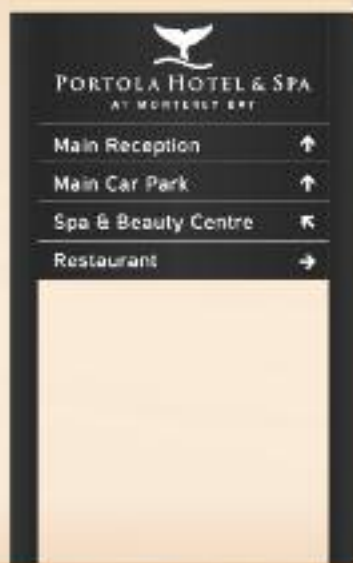 PORTOLA HOTEL & SPA
AT MONTEREY BAY
Main Reception ↑
Main Car Park ↑
Spa & Beauty Centre ↖
Restaurant →